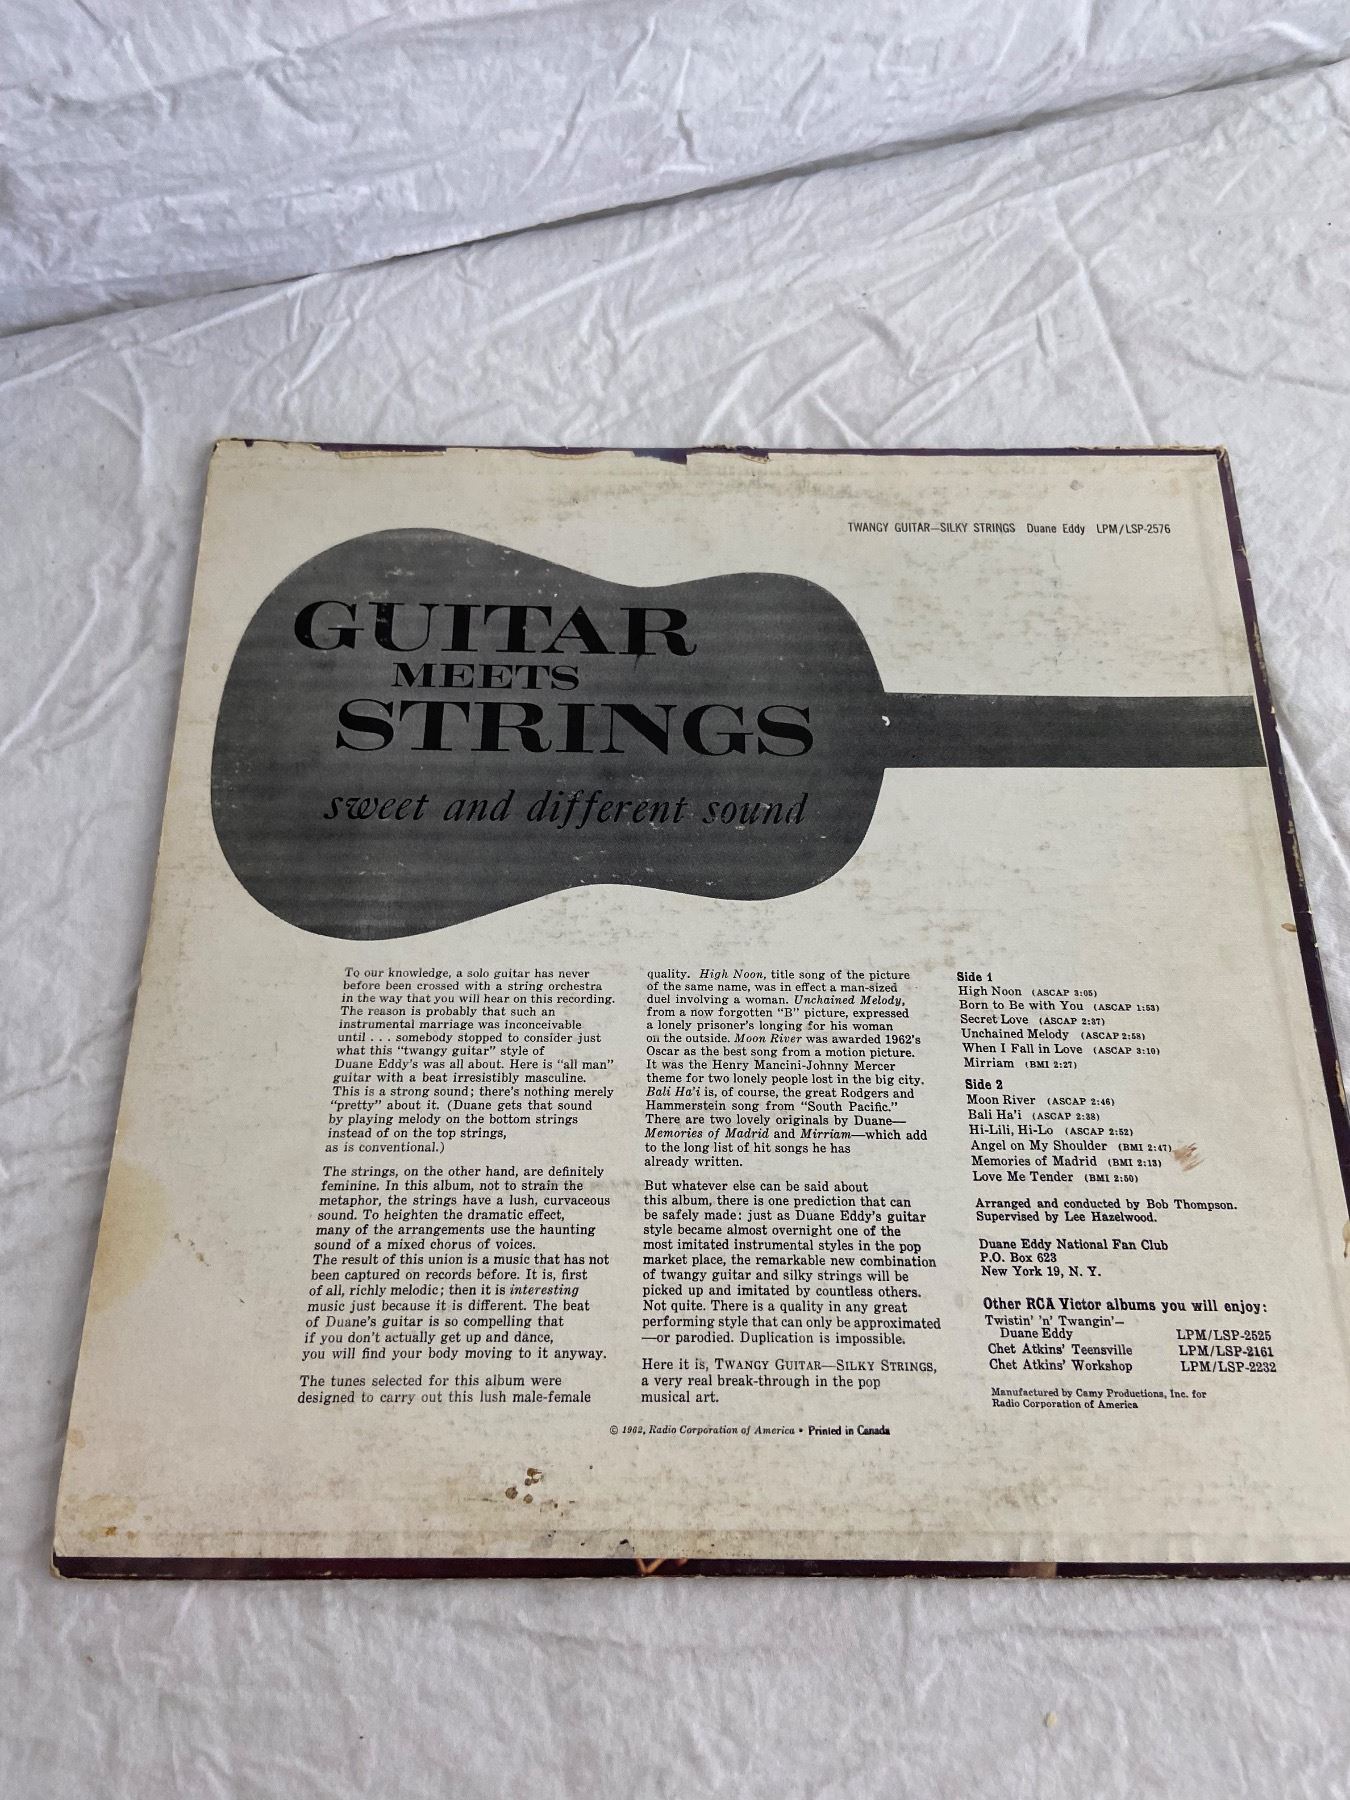 TWANGY GUITAR—SILKY STRINGS Duane Eddy LPM/LSP-2576
GUITAR
MEETS
STRINGS
sweet and different sound
To our knowledge, a solo guitar has never
before been crossed with a string orchestra
in the way that you will hear on this recording.
The reason is probably that such an
instrumental marriage was inconceivable
until . . . somebody stopped to consider just
what this "twangy guitar" style of
Duane Eddy's was all about. Here is "all man"
guitar with a beat irresistibly masculine.
This is a strong sound; there's nothing merely
"pretty" about it. (Duane gets that sound
by playing melody on the bottom strings
instead of on the top strings,
as is conventional.)
The strings, on the other hand, are definitely
feminine. In this album, not to strain the
metaphor, the strings have a lush, curvaceous
sound. To heighten the dramatic effect,
many of the arrangements use the haunting
sound of a mixed chorus of voices.
The result of this union is a music that has not
been captured on records before. It is, first
of all, richly melodic; then it is interesting
music just because it is different. The beat
of Duane's guitar is so compelling that
if you don't actually get up and dance,
you will find your body moving to it anyway.
The tunes selected for this album were
designed to carry out this lush male-female
quality. High Noon, title song of the picture
of the same name, was in effect a man-sized
duel involving a woman. Unchained Melody,
from a now forgotten "B" picture, expressed
a lonely prisoner's longing for his woman
on the outside. Moon River was awarded 1962's
Oscar as the best song from a motion picture.
It was the Henry Mancini-Johnny Mercer
theme for two lonely people lost in the big city.
Bali Ha'i is, of course, the great Rodgers and
Hammerstein song from "South Pacific."
There are two lovely originals by Duane—
Memories of Madrid and Mirriam—which add
to the long list of hit songs he has
already written.
But whatever else can be said about
this album, there is one prediction that can
be safely made: just as Duane Eddy's guitar
style became almost overnight one of the
most imitated instrumental styles in the pop
market place, the remarkable new combination
of twangy guitar and silky strings will be
picked up and imitated by countless others.
Not quite. There is a quality in any great
performing style that can only be approximated
—or parodied. Duplication is impossible.
Here it is, TWANGY GUITAR—SILKY STRINGS,
a very real break-through in the pop
musical art.
Side 1
High Noon (ASCAP 3:05)
Born to Be with You (ASCAP 1:53)
Secret Love (ASCAP 2:37)
Unchained Melody (ASCAP 2:58)
When I Fall in Love (ASCAP 3:10)
Mirriam (BMI 2:27)
Side 2
Moon River (ASCAP 2:46)
Bali Ha'i (ASCAP 2:38)
Hi-Lili, Hi-Lo (ASCAP 2:52)
Angel on My Shoulder (BMI 2:47)
Memories of Madrid (BMI 2:13)
Love Me Tender (BMI 2:50)
Arranged and conducted by Bob Thompson.
Supervised by Lee Hazelwood.
Duane Eddy National Fan Club
P.O. Box 623
New York 19, N. Y.
Other RCA Victor albums you will enjoy:
Twistin' 'n' Twangin'—
Duane Eddy LPM/LSP-2525
Chet Atkins' Teensville LPM/LSP-2161
Chet Atkins' Workshop LPM/LSP-2232
Manufactured by Camy Productions, Inc. for
Radio Corporation of America
© 1962, Radio Corporation of America • Printed in Canada